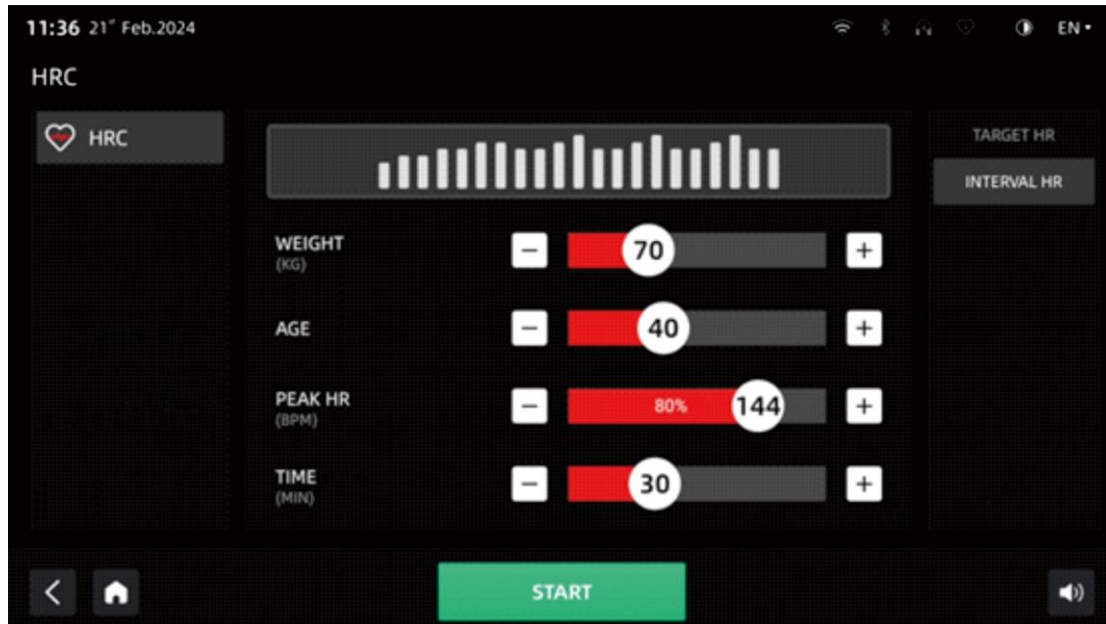 11:36 21st Feb.2024
EN
HRC
HRC
TARGET HR
INTERVAL HR
WEIGHT
(KG)
− 70 +
AGE
− 40 +
PEAK HR
(BPM)
− 80% 144 +
TIME
(MIN)
− 30 +
START